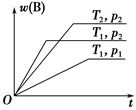 w(B)
T₂, p₂
T₁, p₂
T₁, p₁
O
t